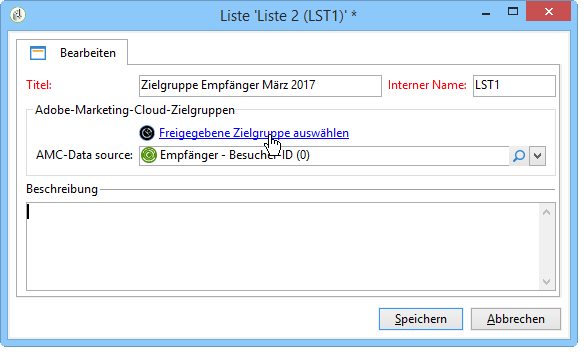 Liste 'Liste 2 (LST1)' *
Bearbeiten
Titel: Zielgruppe Empfänger März 2017 Interner Name: LST1
Adobe-Marketing-Cloud-Zielgruppen
Freigegebene Zielgruppe auswählen
AMC-Data source: Empfänger - Besucher-ID (0)
Beschreibung
Speichern Abbrechen